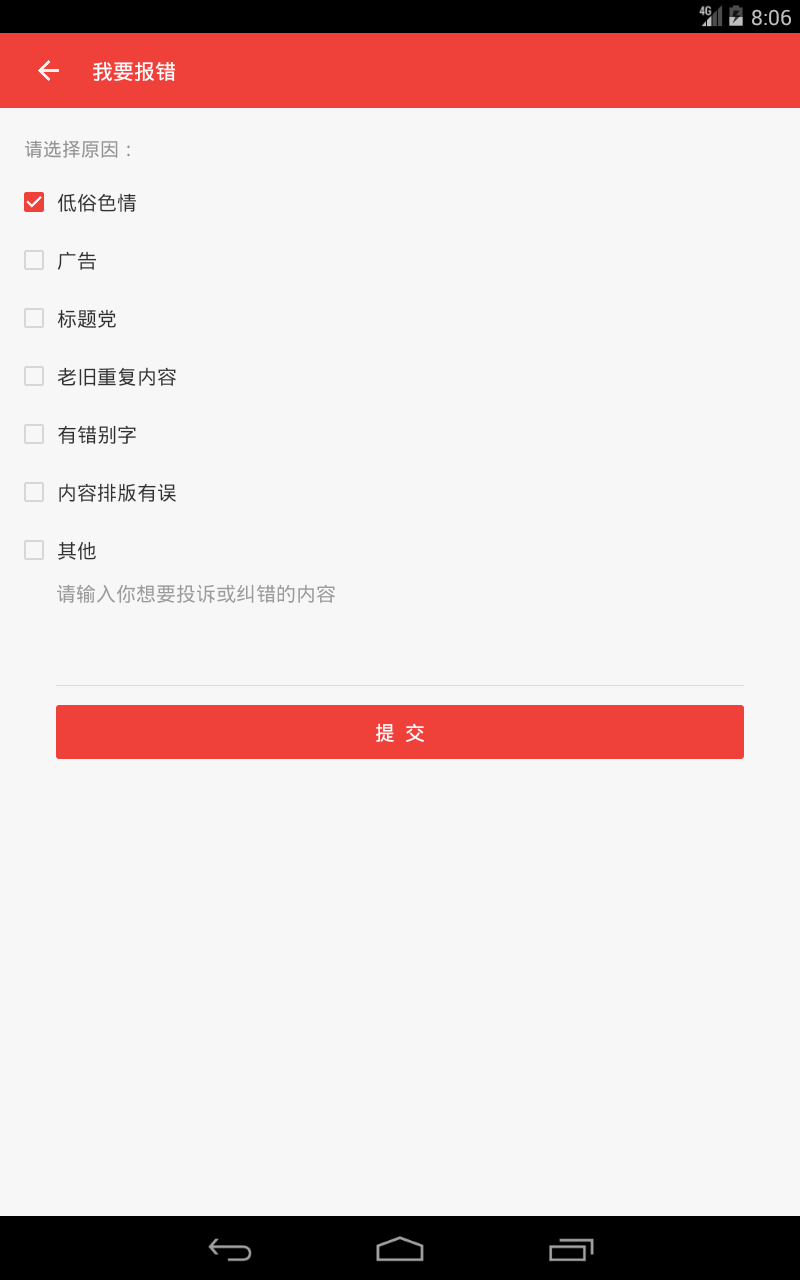 4G 8:06
我要报错
请选择原因：
低俗色情
广告
标题党
老旧重复内容
有错别字
内容排版有误
其他
请输入你想要投诉或纠错的内容
提 交